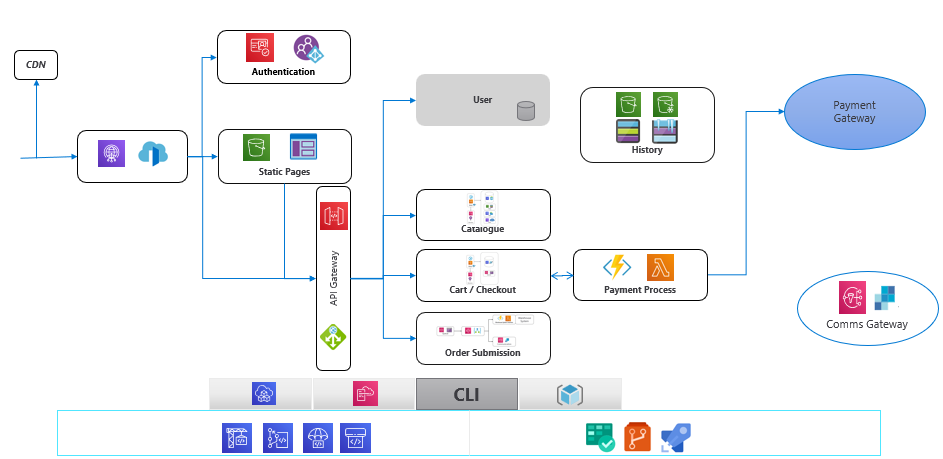 CDN
Authentication
Static Pages
API Gateway
User
Catalogue
Cart / Checkout
Order Submission
History
Payment Process
Payment
Gateway
Comms Gateway
CLI